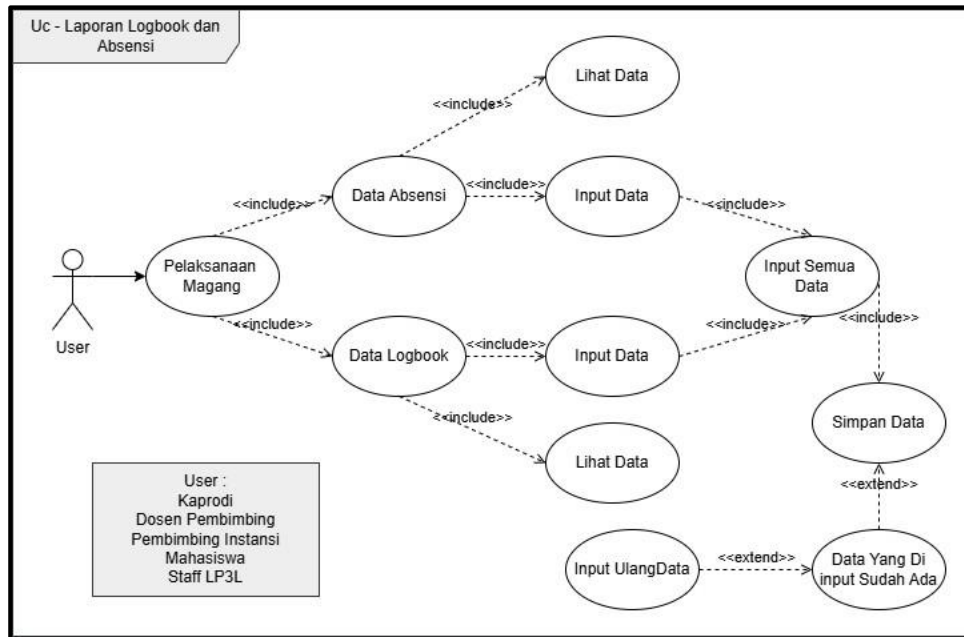 Uc - Laporan Logbook dan
Absensi
Lihat Data
<<include>>
Data Absensi
<<include>>
Input Data
<<include>>
<<include>>
Pelaksanaan
Magang
Input Semua
Data
User
<<include>>
Data Logbook
<<include>>
Input Data
<<include>>
<<include>>
<<include>>
Lihat Data
Simpan Data
<<extend>>
User :
Kaprodi
Dosen Pembimbing
Pembimbing Instansi
Mahasiswa
Staff LP3L
Input UlangData
<<extend>>
Data Yang Di
input Sudah Ada